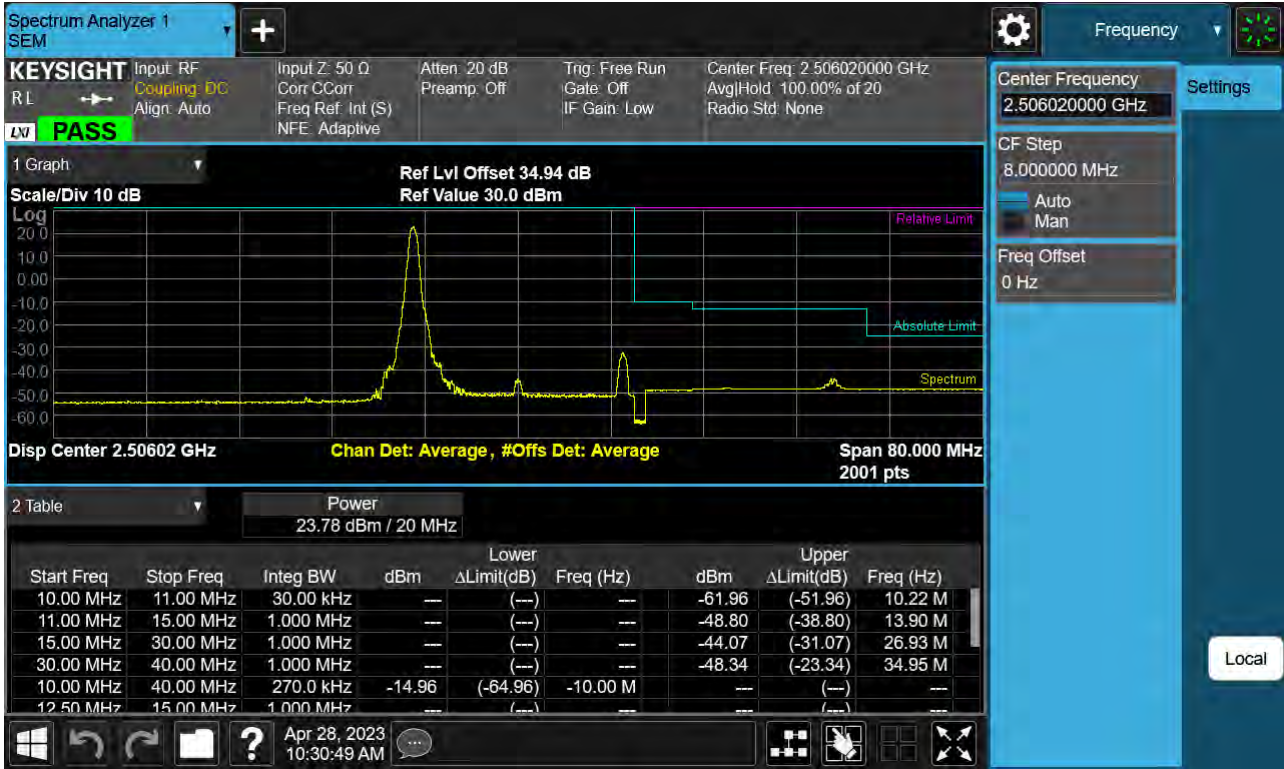 Spectrum Analyzer 1
SEM
+
Frequency
KEYSIGHT
RL
LXI
PASS
Input: RF
Coupling: DC
Align: Auto
Input Z: 50 Ω
Corr CCorr
Freq Ref: Int (S)
NFE: Adaptive
Atten: 20 dB
Preamp: Off
Trig: Free Run
Gate: Off
IF Gain: Low
Center Freq: 2.506020000 GHz
Avg|Hold: 100.00% of 20
Radio Std: None
Center Frequency
2.506020000 GHz
Settings
CF Step
8.000000 MHz
Auto
Man
Freq Offset
0 Hz
Local
1 Graph
Scale/Div 10 dB
Ref Lvl Offset 34.94 dB
Ref Value 30.0 dBm
Log
20.0
10.0
0.00
-10.0
-20.0
-30.0
-40.0
-50.0
-60.0
Relative Limit
Absolute Limit
Spectrum
Disp Center 2.50602 GHz
Chan Det: Average, #Offs Det: Average
Span 80.000 MHz
2001 pts
2 Table
Power
23.78 dBm / 20 MHz
Lower Upper
Start Freq Stop Freq Integ BW dBm ΔLimit(dB) Freq (Hz) dBm ΔLimit(dB) Freq (Hz)
10.00 MHz 11.00 MHz 30.00 kHz --- (---) --- -61.96 (-51.96) 10.22 M
11.00 MHz 15.00 MHz 1.000 MHz --- (---) --- -48.80 (-38.80) 13.90 M
15.00 MHz 30.00 MHz 1.000 MHz --- (---) --- -44.07 (-31.07) 26.93 M
30.00 MHz 40.00 MHz 1.000 MHz --- (---) --- -48.34 (-23.34) 34.95 M
10.00 MHz 40.00 MHz 270.0 kHz -14.96 (-64.96) -10.00 M --- (---) ---
12.50 MHz 15.00 MHz 1.000 MHz --- (---) --- --- (---) ---
?
Apr 28, 2023
10:30:49 AM